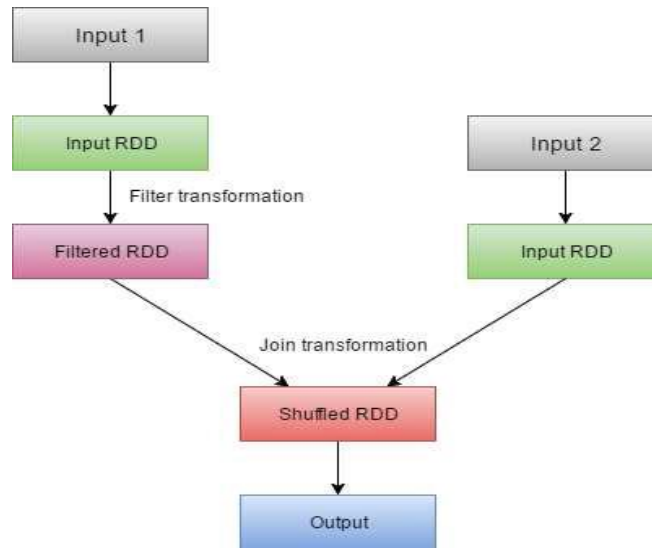 Input 1
Input RDD
Input 2
Filter transformation
Filtered RDD
Input RDD
Join transformation
Shuffled RDD
Output